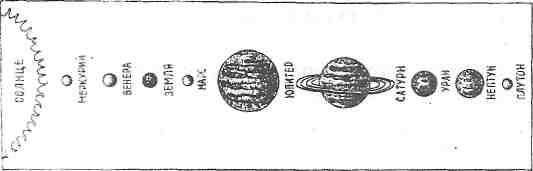 СОЛНЦЕ
МЕРКУРИЙ
ВЕНЕРА
ЗЕМЛЯ
МАРС
ЮПИТЕР
САТУРН
УРАН
НЕПТУН
ПЛУТОН